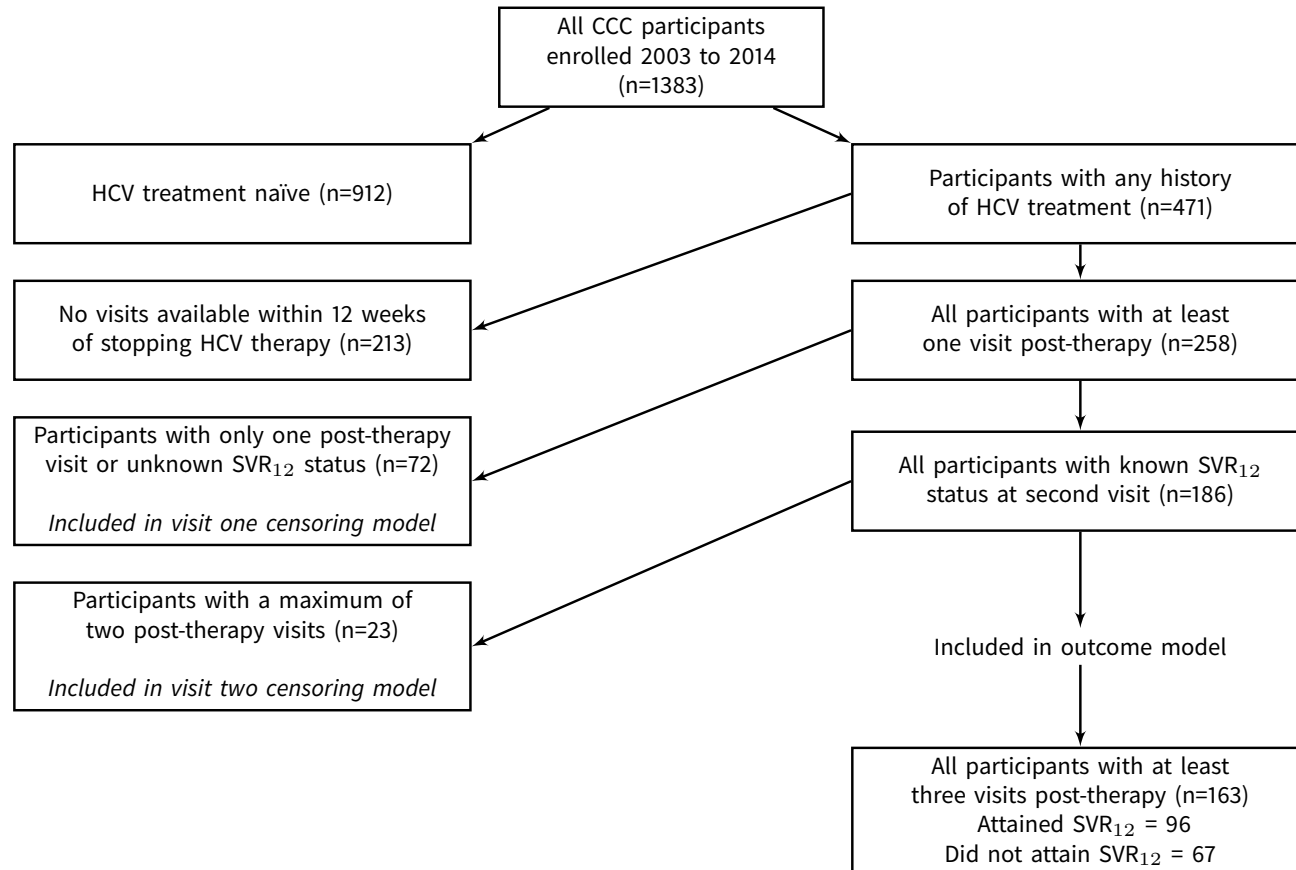 All CCC participants
enrolled 2003 to 2014
(n=1383)
HCV treatment naïve (n=912)
Participants with any history
of HCV treatment (n=471)
No visits available within 12 weeks
of stopping HCV therapy (n=213)
All participants with at least
one visit post-therapy (n=258)
Participants with only one post-therapy
visit or unknown SVR₁₂ status (n=72)
Included in visit one censoring model
All participants with known SVR₁₂
status at second visit (n=186)
Participants with a maximum of
two post-therapy visits (n=23)
Included in visit two censoring model
Included in outcome model
All participants with at least
three visits post-therapy (n=163)
Attained SVR₁₂ = 96
Did not attain SVR₁₂ = 67